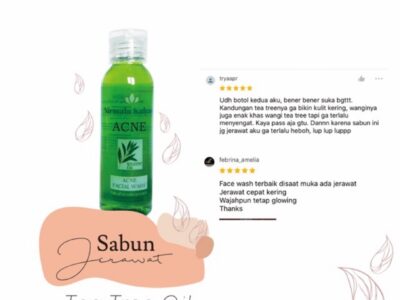 Nirmala
ACNE
ACNE
FACIAL WASH
Sabun
Jerawat
tryaapr
Udh botol kedua aku, bener bener suka bgttt.
Kandungan tea treenya ga bikin kulit kering, wanginya
juga enak khas wangi tea tree tapi ga terlalu
menyengat. Kaya pass aja gtu. Damnn karena sabun ini
jg jerawat aku ga terlalu heboh, lup lup luppp
febrina_amelia
Face wash terbaik disaat muka ada jerawat
Jerawat cepat kering
Wajahpun tetap glowing
Thanks